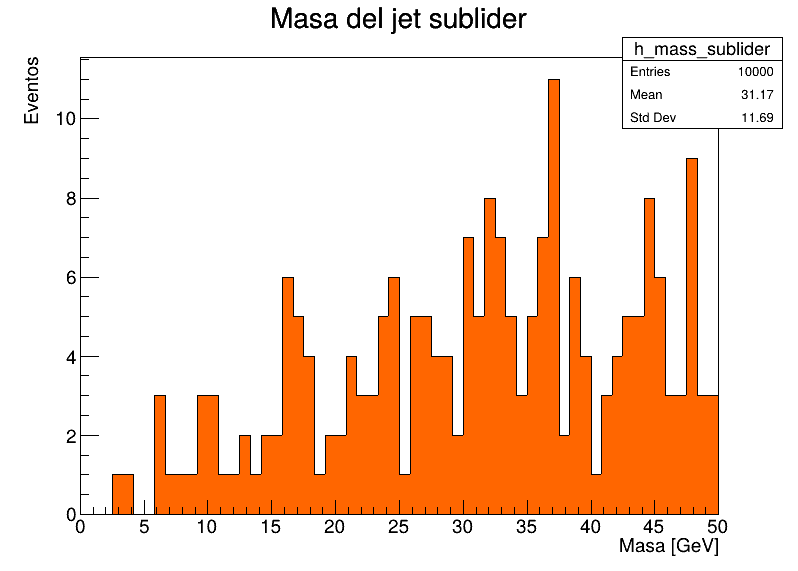 Masa del jet sublider
h_mass_sublider
Entries 10000
Mean 31.17
Std Dev 11.69
Eventos
10
8
6
4
2
0
0 5 10 15 20 25 30 35 40 45 50
Masa [GeV]